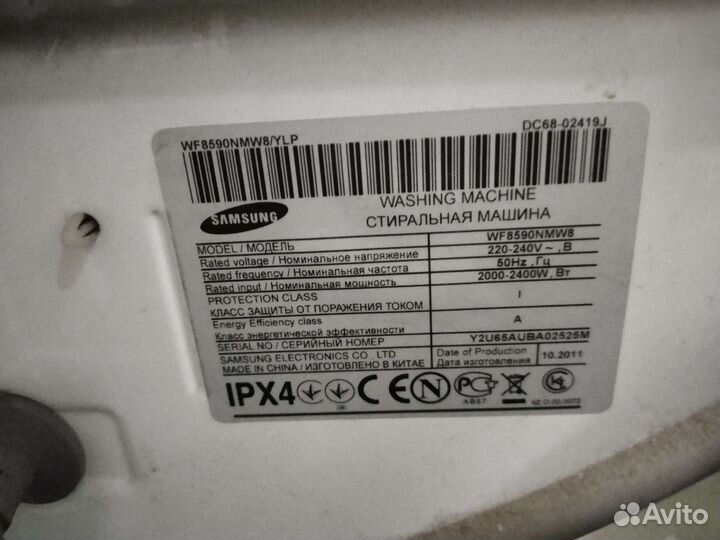 WF8590NMW8/YLP
DC68-02419J
SAMSUNG
WASHING MACHINE
СТИРАЛЬНАЯ МАШИНА
MODEL / МОДЕЛЬ WF8590NMW8
Rated voltage / Номинальное напряжение 220-240V ~ , В
Rated frequency / Номинальная частота 50Hz , Гц
Rated input / Номинальная мощность 2000-2400W, Вт
PROTECTION CLASS
КЛАСС ЗАЩИТЫ ОТ ПОРАЖЕНИЯ ТОКОМ I
Energy Efficiency class
Класс энергетической эффективности A
SERIAL NO / СЕРИЙНЫЙ НОМЕР Y2U65AUBA02525M
SAMSUNG ELECTRONICS CO., LTD
MADE IN CHINA / ИЗГОТОВЛЕНО В КИТАЕ
Date of Production
Дата изготовления 10.2011
IPX4 CE N
АВ57
Avito